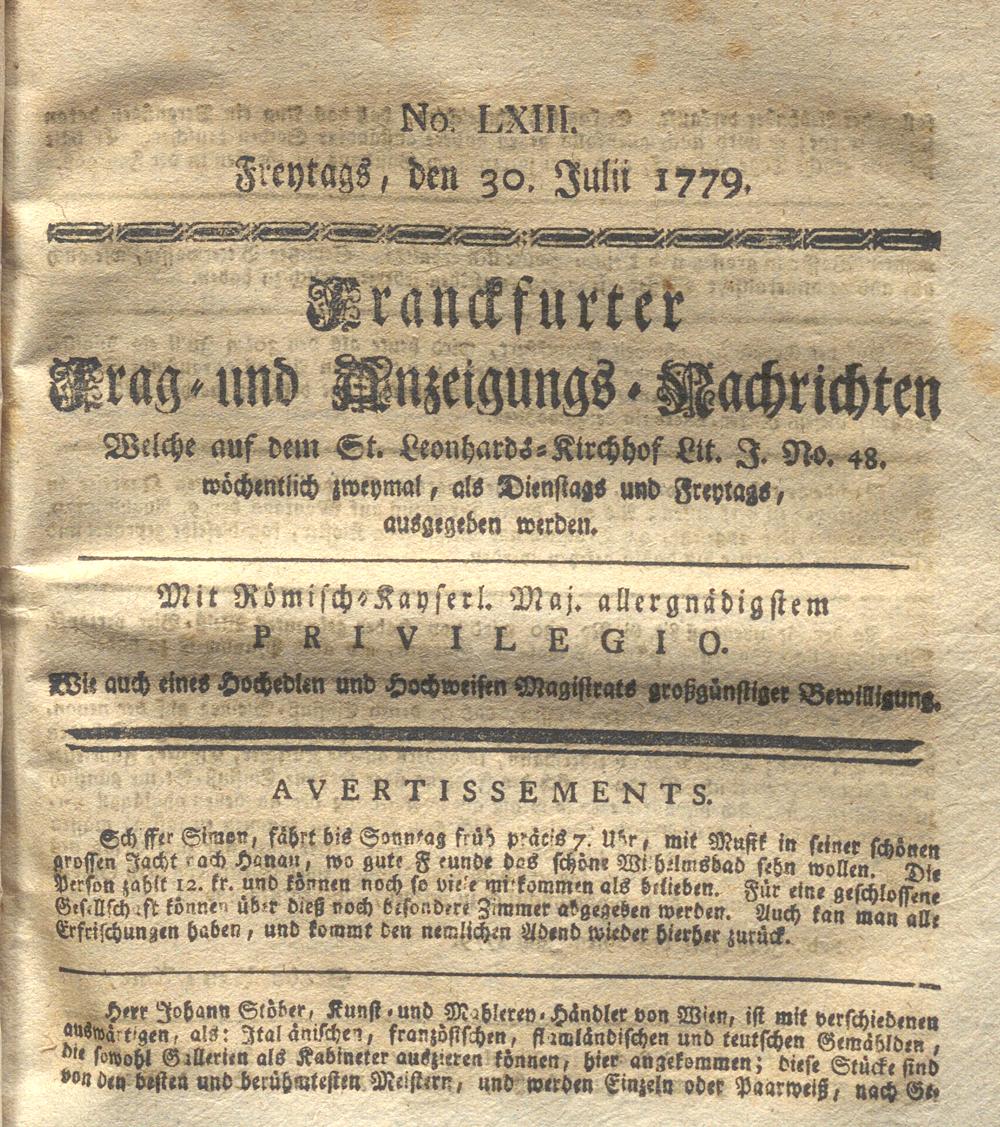 No. LXIII.
Freytags, den 30. Julii 1779.
Franckfurter
Frag-und Anzeigungs-Nachrichten
Welche auf dem St. Leonhards-Kirchhof Lit. J. No. 48.
wöchentlich zweymal, als Dienstags und Freytags,
ausgegeben werden.
Mit Römisch-Kayserl. Maj. allergnädigstem
PRIVILEGIO.
Wie auch eines Hochedlen und Hochweisen Magistrats großgünstiger Bewilligung.
AVERTISSEMENTS.
Schiffer Simon, fährt bis Sonntag früh präcis 7. Uhr, mit Musik in seiner schönen
grossen Jacht nach Hanau, wo gute Freunde das schöne Wilhelmsbad sehn wollen. Die
Person zahlt 12. kr. und können noch so viele mitkommen als belieben. Für eine geschlossene
Gesellschaft können über dieß noch besondere Zimmer abgegeben werden. Auch kan man alle
Erfrischungen haben, und kommt den nemlichen Abend wieder hierher zurück.
Herr Johann Stöber, Kunst-und Mahlerey-Händler von Wien, ist mit verschiedenen
auswärtigen, als: Italiänischen, französischen, flamländischen und teutschen Gemählden,
die sowohl Gallerien als Kabineter auszieren können, hier angekommen; diese Stücke sind
von den besten und berühmtesten Meistern, und werden Einzeln oder Paarweiß, nach Ge-